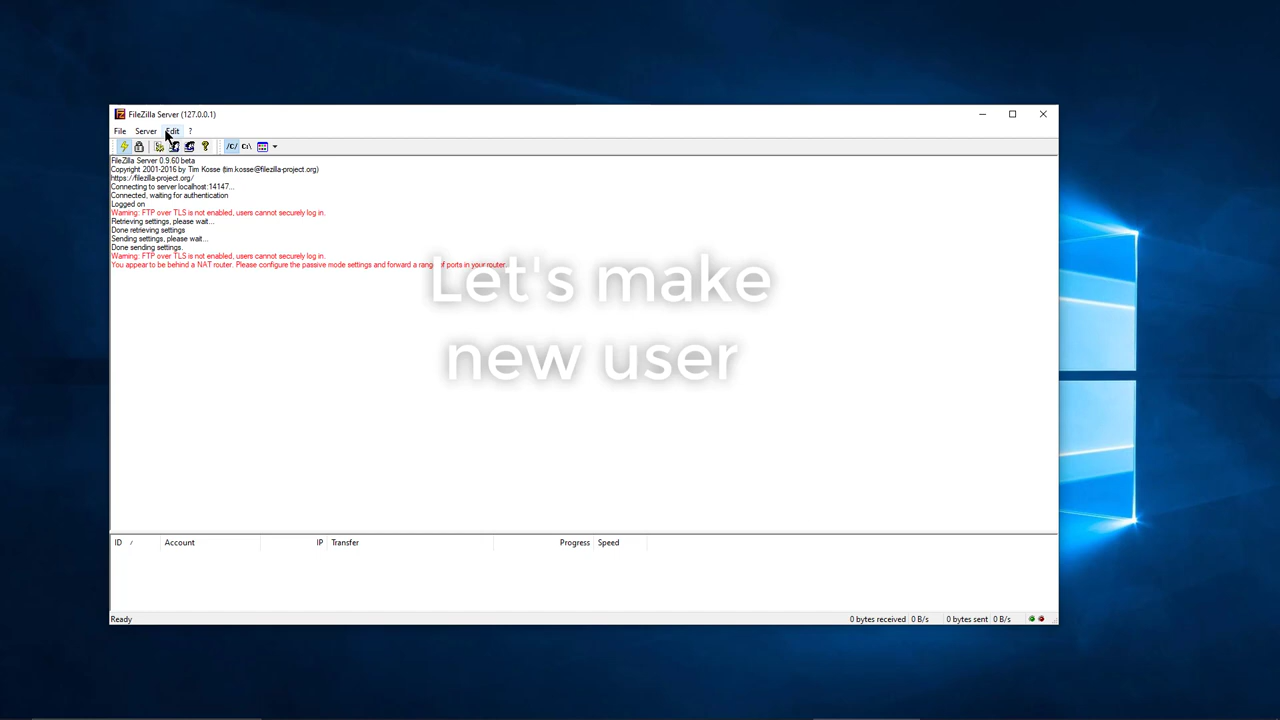 FileZilla Server (127.0.0.1)
File Server Edit ?
/C/ C:\
FileZilla Server 0.9.60 beta
Copyright 2001-2016 by Tim Kosse (tim.kosse@filezilla-project.org)
https://filezilla-project.org/
Connecting to server localhost:14147...
Connected, waiting for authentication
Logged on
Warning: FTP over TLS is not enabled, users cannot securely log in.
Retrieving settings, please wait...
Done retrieving settings
Sending settings, please wait...
Done sending settings.
Warning: FTP over TLS is not enabled, users cannot securely log in.
You appear to be behind a NAT router. Please configure the passive mode settings and forward a range of ports in your router.
Let's make
new user
ID / Account IP Transfer Progress Speed
Ready 0 bytes received 0 B/s 0 bytes sent 0 B/s